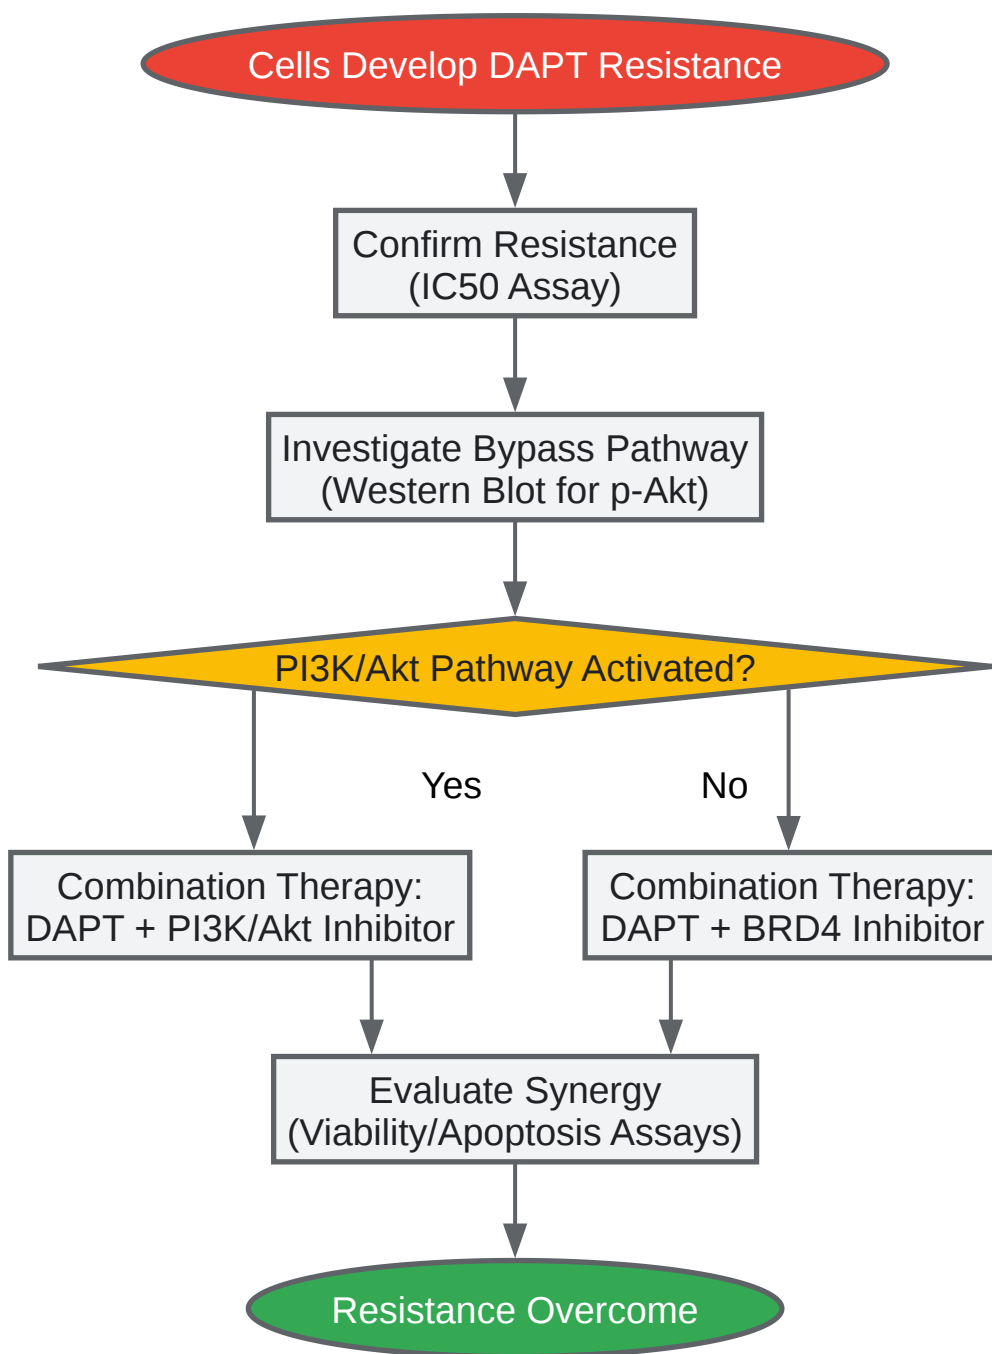 Cells Develop DAPT Resistance
Confirm Resistance
(IC50 Assay)
Investigate Bypass Pathway
(Western Blot for p-Akt)
PI3K/Akt Pathway Activated?
Yes
No
Combination Therapy:
DAPT + PI3K/Akt Inhibitor
Combination Therapy:
DAPT + BRD4 Inhibitor
Evaluate Synergy
(Viability/Apoptosis Assays)
Resistance Overcome